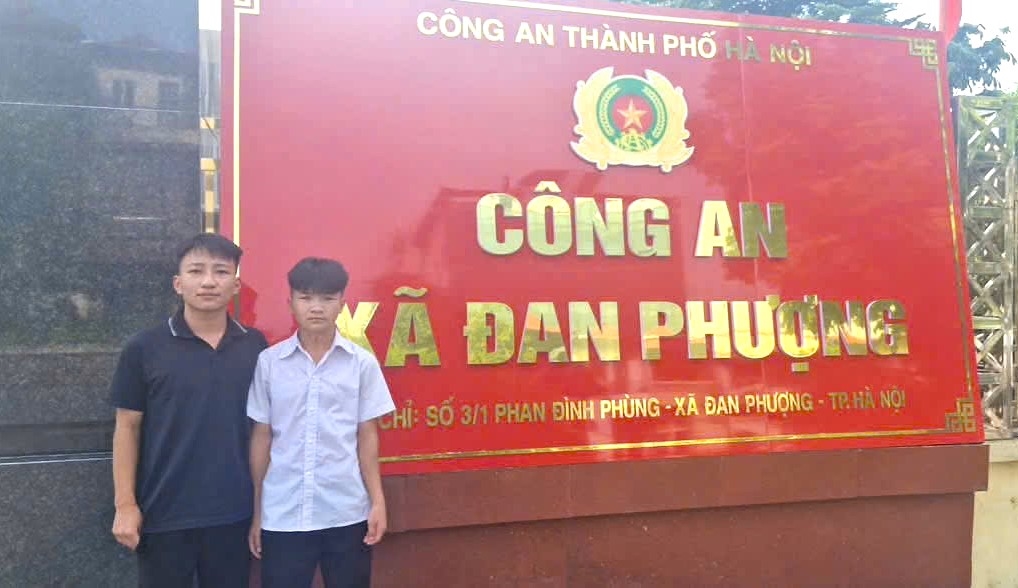 CÔNG AN THÀNH PHỐ HÀ NỘI
CÔNG AN
XÃ ĐAN PHƯỢNG
CHỈ: SỐ 3/1 PHAN ĐÌNH PHÙNG - XÃ ĐAN PHƯỢNG - TP. HÀ NỘI